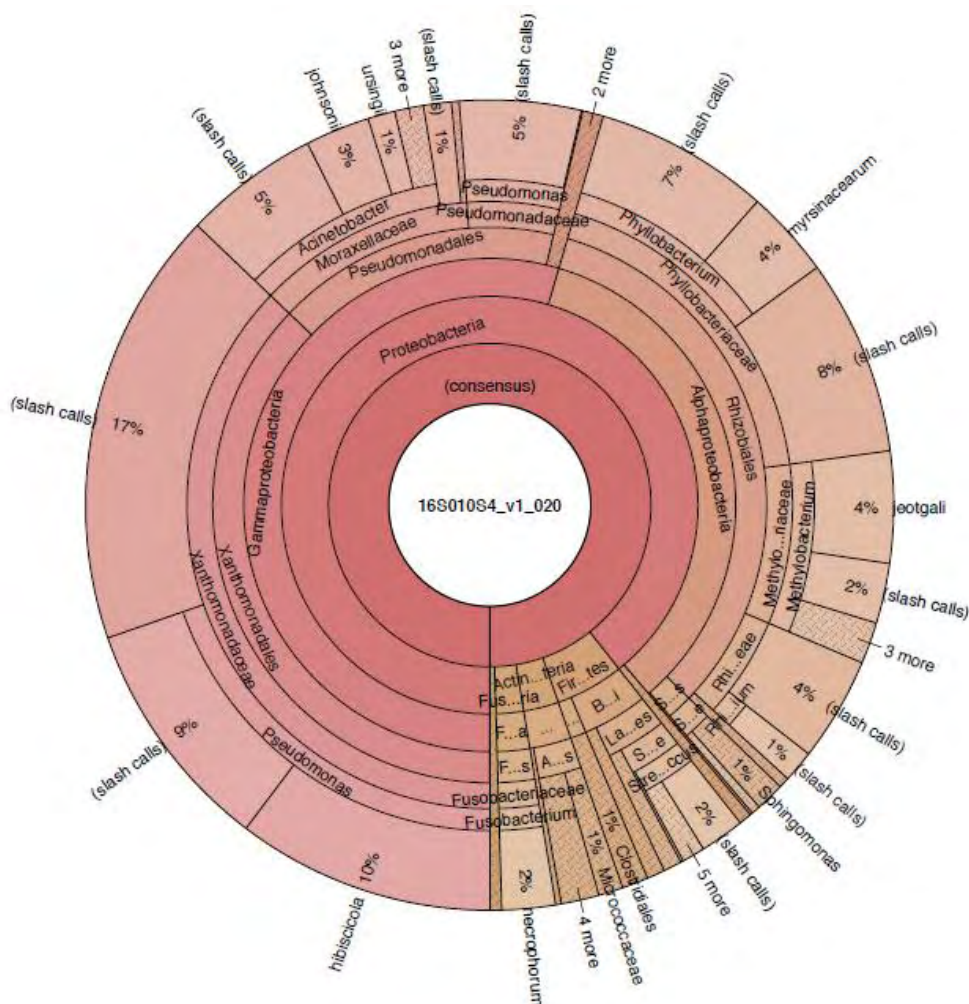 16S010S4_v1_020
(consensus)
Proteobacteria
Gammaproteobacteria
Alphaproteobacteria
Pseudomonadales
Moraxellaceae
Acinetobacter
(slash calls)
5%
johnsonii
3%
ursingi
1%
3 more
(slash calls)
1%
Pseudomonadaceae
Pseudomonas
(slash calls)
5%
2 more
Rhizobiales
Phyllobacteriaceae
Phyllobacterium
(slash calls)
7%
myrsinacearum
4%
(slash calls)
8%
Methylo...riaceae
Methylobacterium
jeotgali
4%
(slash calls)
2%
3 more
Rhi...eae
(slash calls)
4%
(slash calls)
1%
Sphingomonas
1%
Fir...tes
B...i
La...es
S...e
(slash calls)
2%
5 more
Clostridiales
1%
Actin...teria
...
A...s
Micrococcaceae
1%
4 more
Fus...ria
F...a
F...s
Fusobacteriaceae
Fusobacterium
necrophorum
2%
Xanthomonadales
Xanthomonadaceae
Pseudomonas
hibiscicola
10%
(slash calls)
9%
(slash calls)
17%